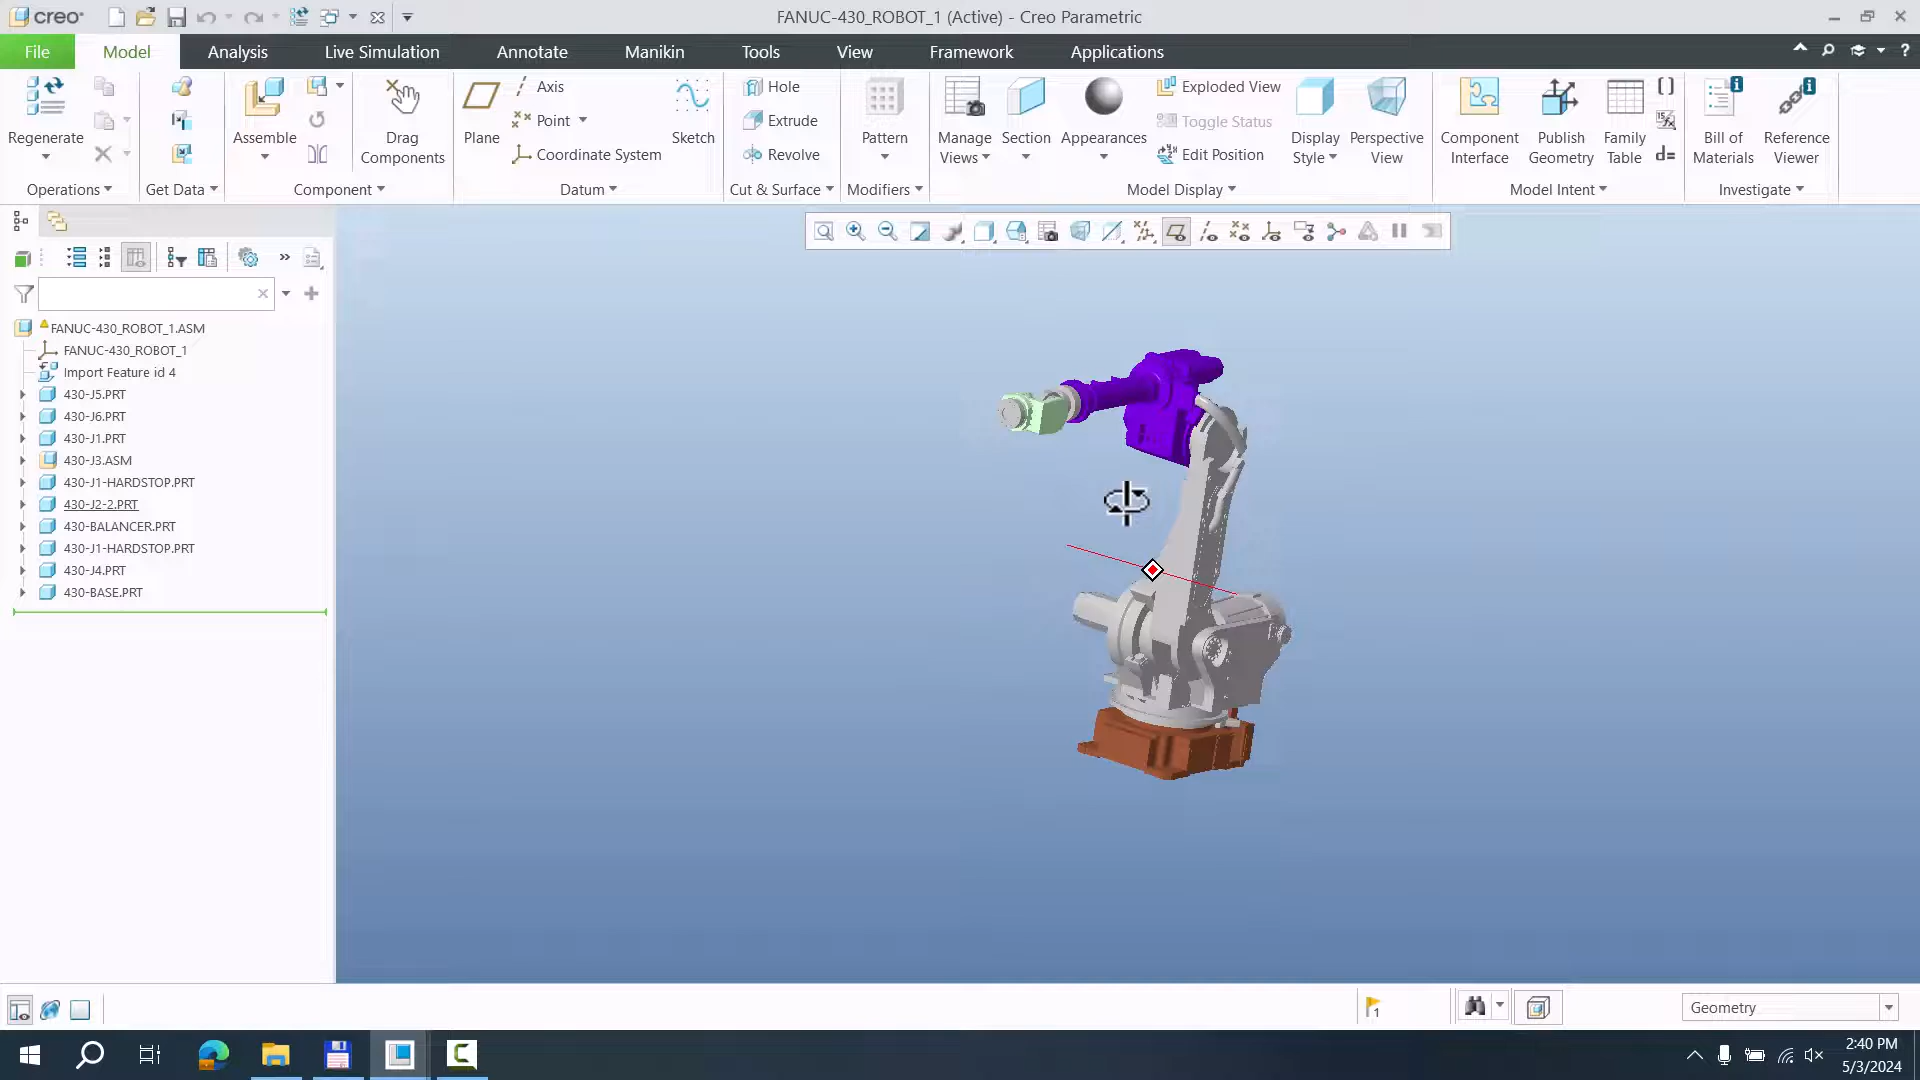 creo®
FANUC-430_ROBOT_1 (Active) - Creo Parametric
File
Model
Analysis
Live Simulation
Annotate
Manikin
Tools
View
Framework
Applications
Regenerate
Operations
Get Data
Assemble
Drag
Components
Component
Plane
Axis
Point
Coordinate System
Sketch
Datum
Hole
Extrude
Revolve
Cut & Surface
Pattern
Modifiers
Manage
Views
Section
Appearances
Exploded View
Toggle Status
Edit Position
Display
Style
Perspective
View
Model Display
Component
Interface
Publish
Geometry
Family
Table
d=
Model Intent
Bill of
Materials
Reference
Viewer
Investigate
FANUC-430_ROBOT_1.ASM
FANUC-430_ROBOT_1
Import Feature id 4
430-J5.PRT
430-J6.PRT
430-J1.PRT
430-J3.ASM
430-J1-HARDSTOP.PRT
430-J2-2.PRT
430-BALANCER.PRT
430-J1-HARDSTOP.PRT
430-J4.PRT
430-BASE.PRT
1
Geometry
2:40 PM
5/3/2024